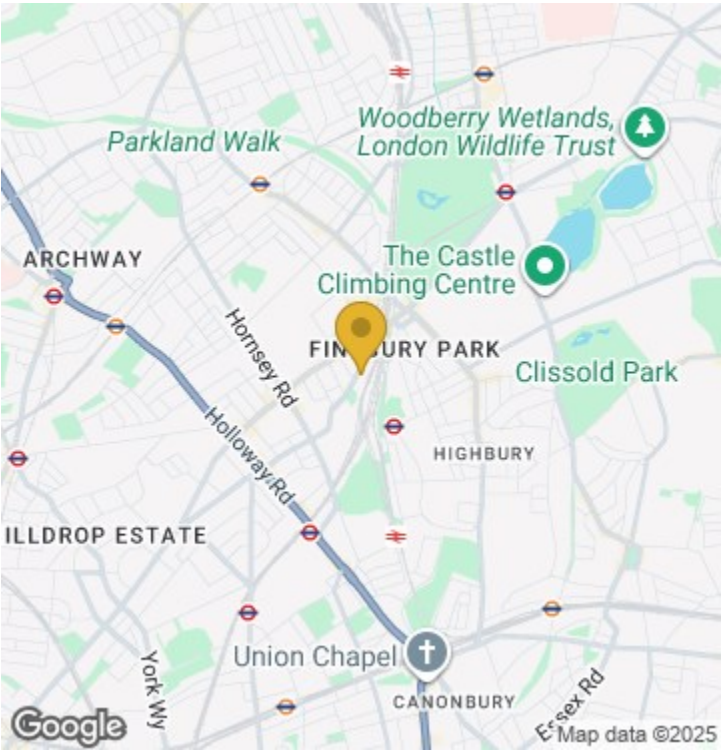 Woodberry Wetlands,
London Wildlife Trust
Parkland Walk
ARCHWAY
The Castle
Climbing Centre
FINSBURY PARK
Hornsey Rd
Clissold Park
Holloway Rd
HIGHBURY
ILLDROP ESTATE
Union Chapel
York Wy
CANONBURY
Essex Rd
Google
Map data ©2025